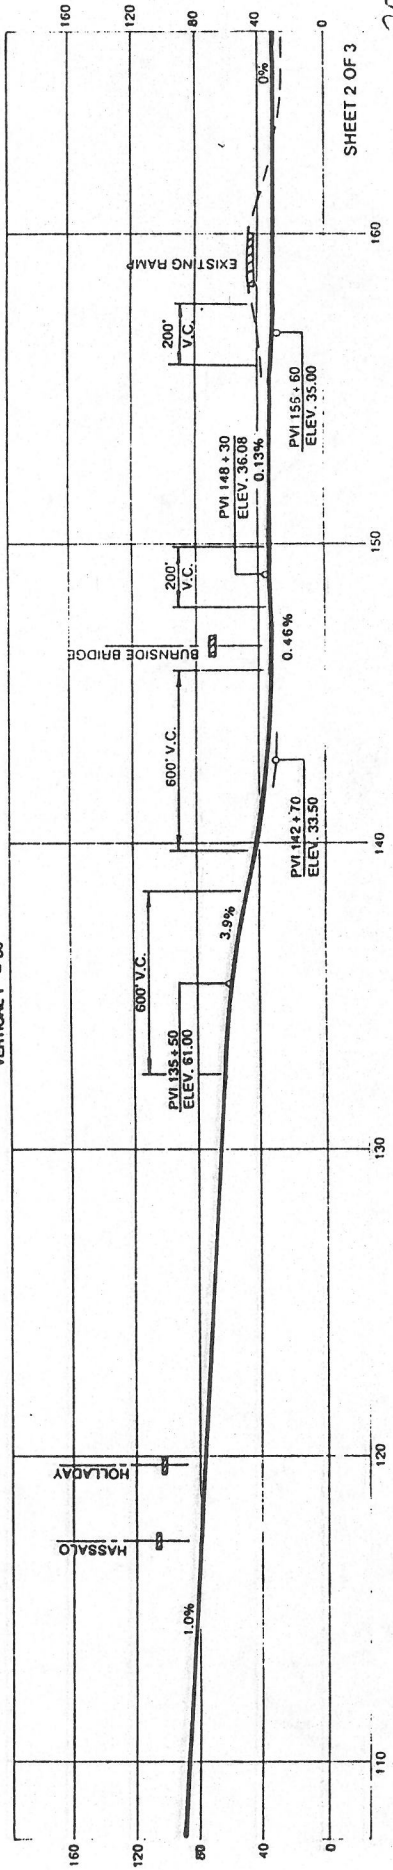 160
120
80
40
0
1.0%
HASSALO
HOLLADAY
PVI 135 + 50
ELEV. 61.00
600' V.C.
3.9%
600' V.C.
PVI 142 + 70
ELEV. 33.50
BURNSIDE BRIDGE
0.46%
200'
V.C.
PVI 148 + 30
ELEV. 36.08
0.13%
200'
V.C.
PVI 156 + 60
ELEV. 35.00
EXISTING RAMP
0%
160
120
80
40
0
110
120
130
140
150
160
SHEET 2 OF 3